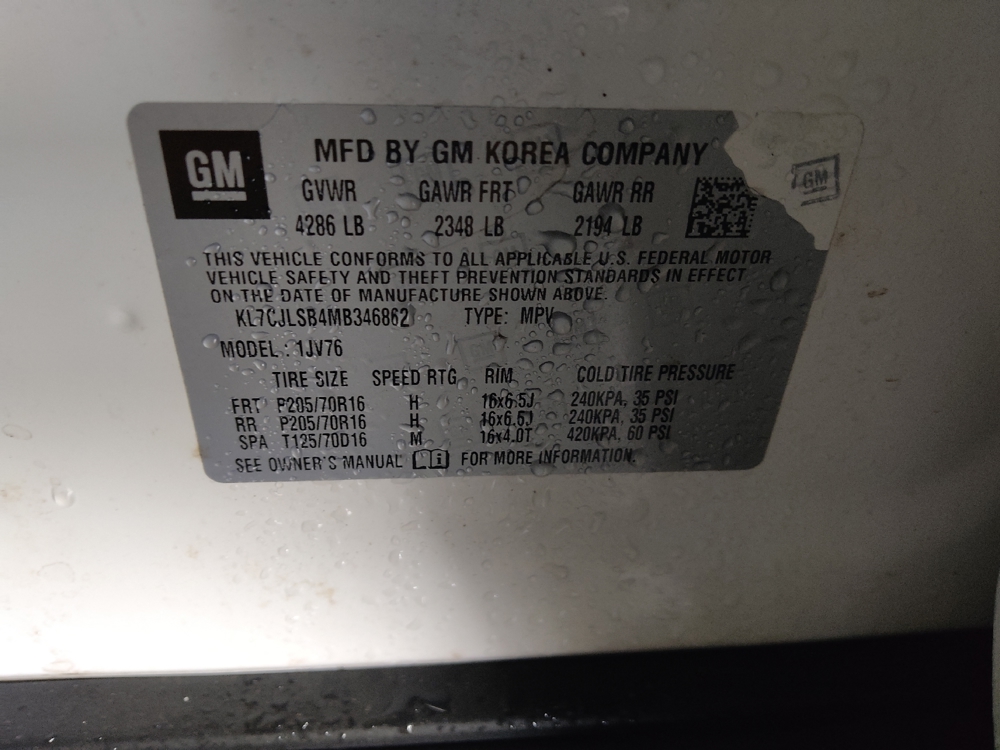 GM
MFD BY GM KOREA COMPANY
GM
GVWR GAWR FRT GAWR RR
4286 LB 2348 LB 2194 LB
THIS VEHICLE CONFORMS TO ALL APPLICABLE U.S. FEDERAL MOTOR
VEHICLE SAFETY AND THEFT PREVENTION STANDARDS IN EFFECT
ON THE DATE OF MANUFACTURE SHOWN ABOVE.
KL7CJLSB4MB346862 TYPE: MPV
MODEL : 1JV76
TIRE SIZE SPEED RTG RIM COLD TIRE PRESSURE
FRT P205/70R16 H 16x6.5J 240KPA, 35 PSI
RR P205/70R16 H 16x6.5J 240KPA, 35 PSI
SPA T125/70D16 M 16x4.0T 420KPA, 60 PSI
SEE OWNER'S MANUAL FOR MORE INFORMATION.